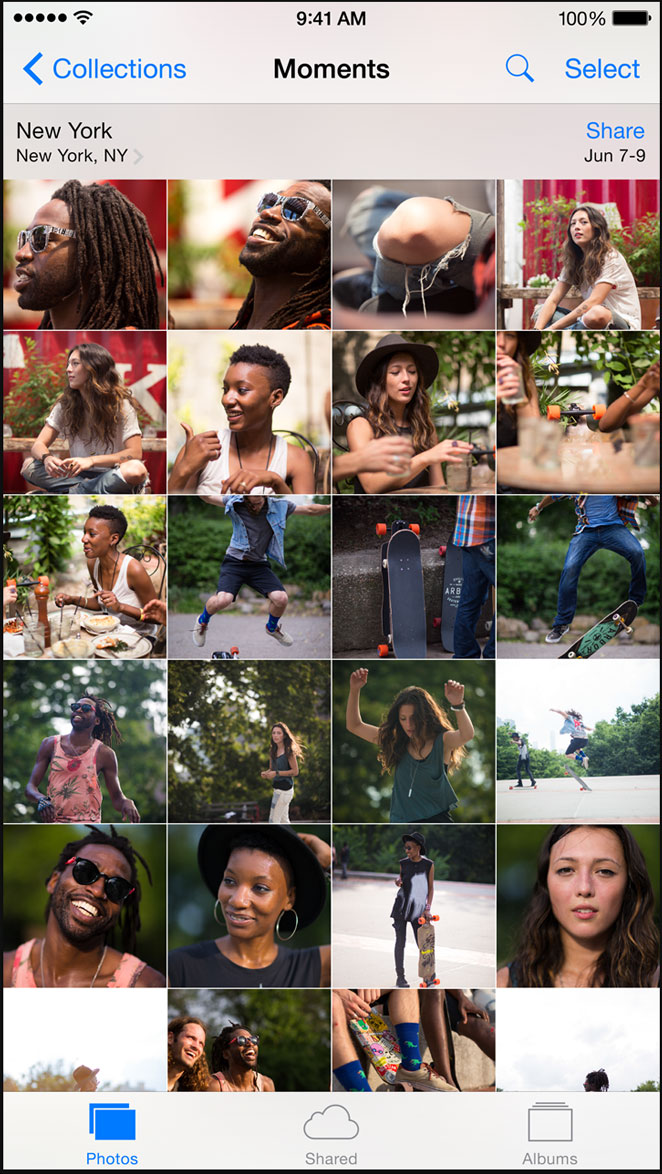 9:41 AM
100%
Collections
Moments
Select
New York
Share
New York, NY
Jun 7-9
ARB
Photos
Shared
Albums